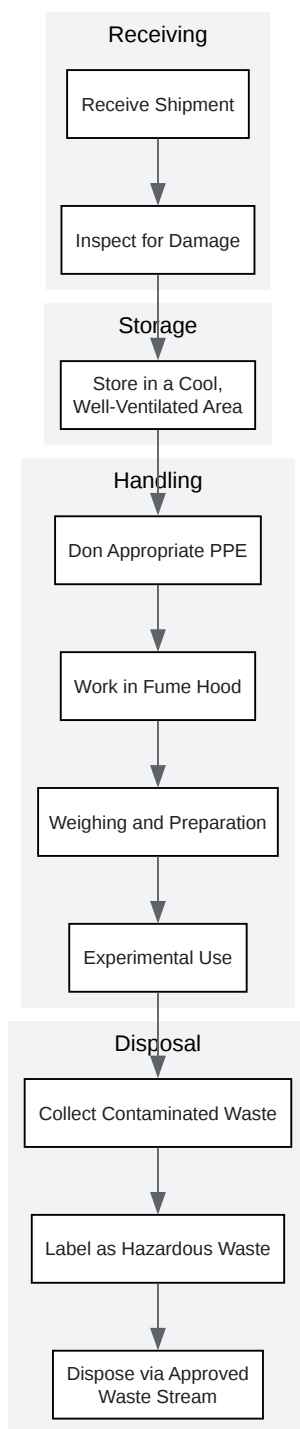 Receiving
Receive Shipment
Inspect for Damage
Storage
Store in a Cool,
Well-Ventilated Area
Handling
Don Appropriate PPE
Work in Fume Hood
Weighing and Preparation
Experimental Use
Disposal
Collect Contaminated Waste
Label as Hazardous Waste
Dispose via Approved
Waste Stream